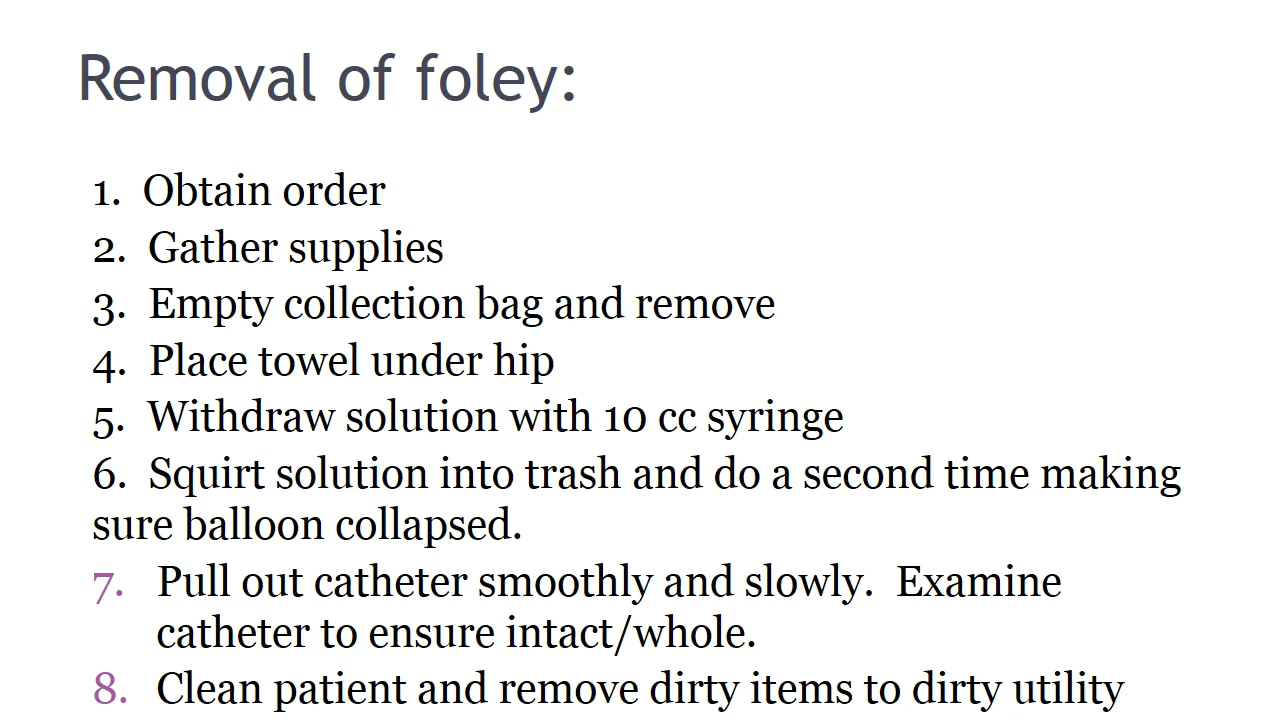 Removal of foley:
1. Obtain order
2. Gather supplies
3. Empty collection bag and remove
4. Place towel under hip
5. Withdraw solution with 10 cc syringe
6. Squirt solution into trash and do a second time making
sure balloon collapsed.
7. Pull out catheter smoothly and slowly. Examine
catheter to ensure intact/whole.
8. Clean patient and remove dirty items to dirty utility